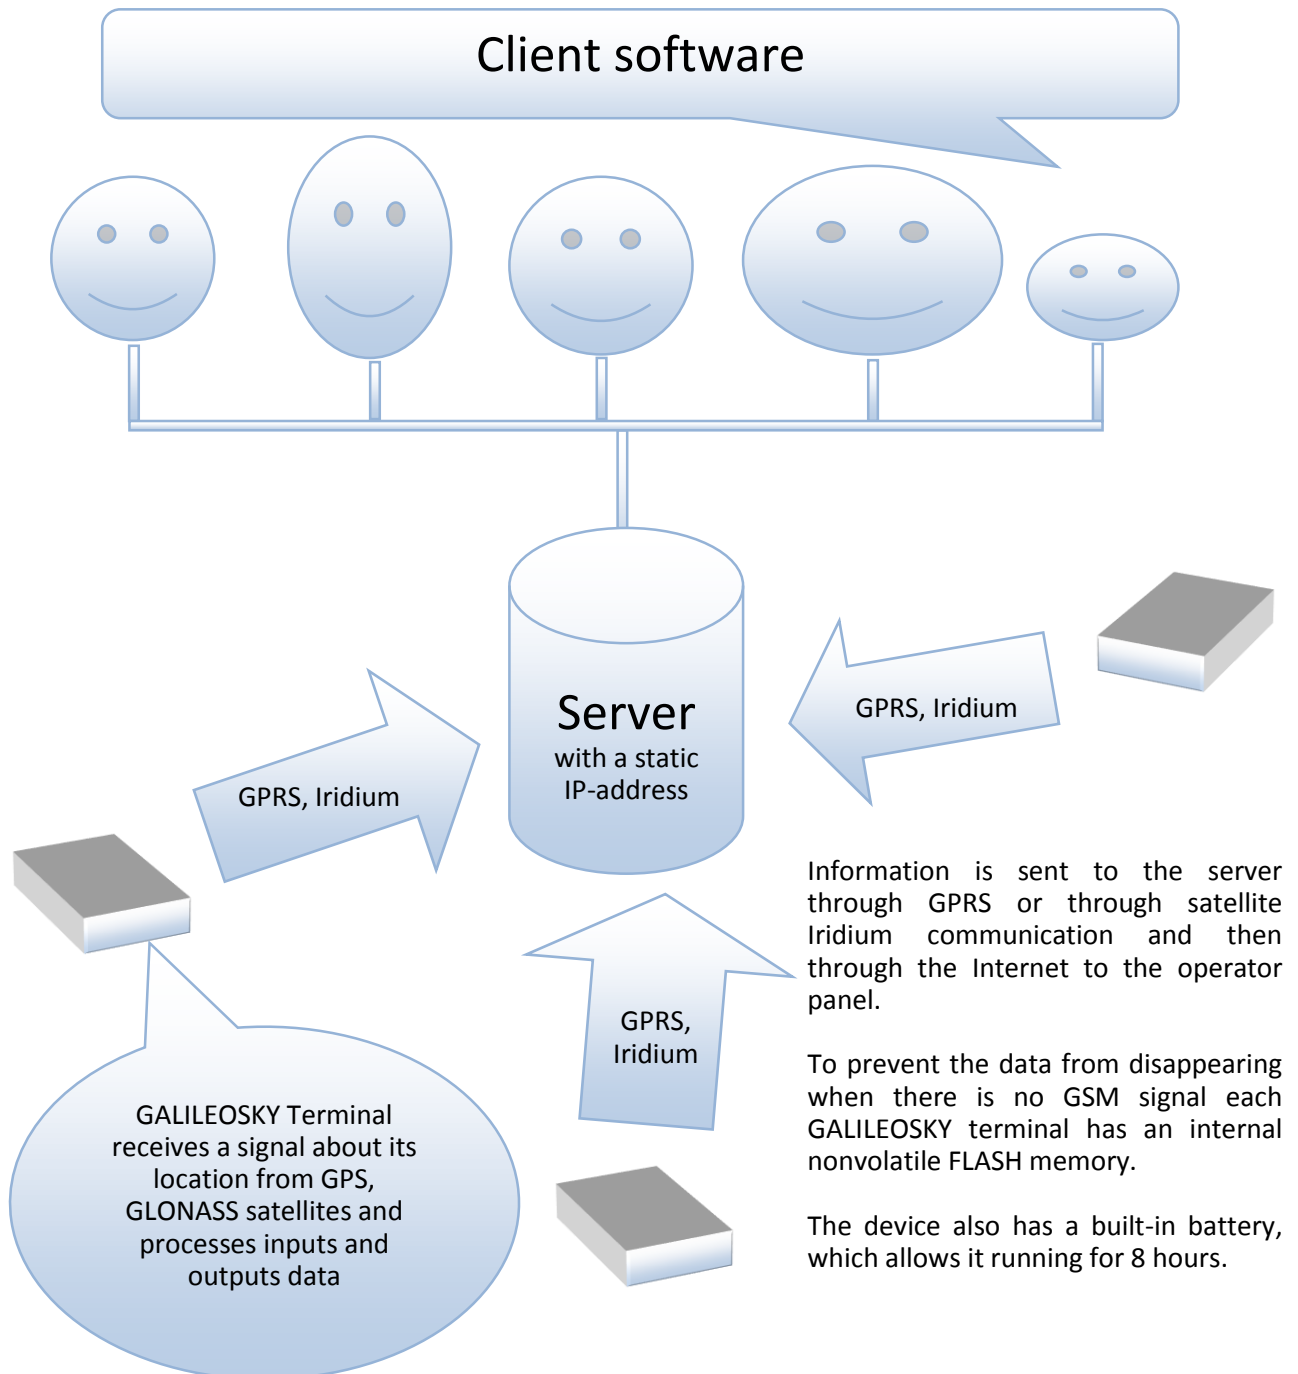 Client software
Server
with a static
IP-address
GPRS, Iridium
GPRS, Iridium
GPRS,
Iridium
GALILEOSKY Terminal
receives a signal about its
location from GPS,
GLONASS satellites and
processes inputs and
outputs data
Information is sent to the server
through GPRS or through satellite
Iridium communication and then
through the Internet to the operator
panel.
To prevent the data from disappearing
when there is no GSM signal each
GALILEOSKY terminal has an internal
nonvolatile FLASH memory.
The device also has a built-in battery,
which allows it running for 8 hours.